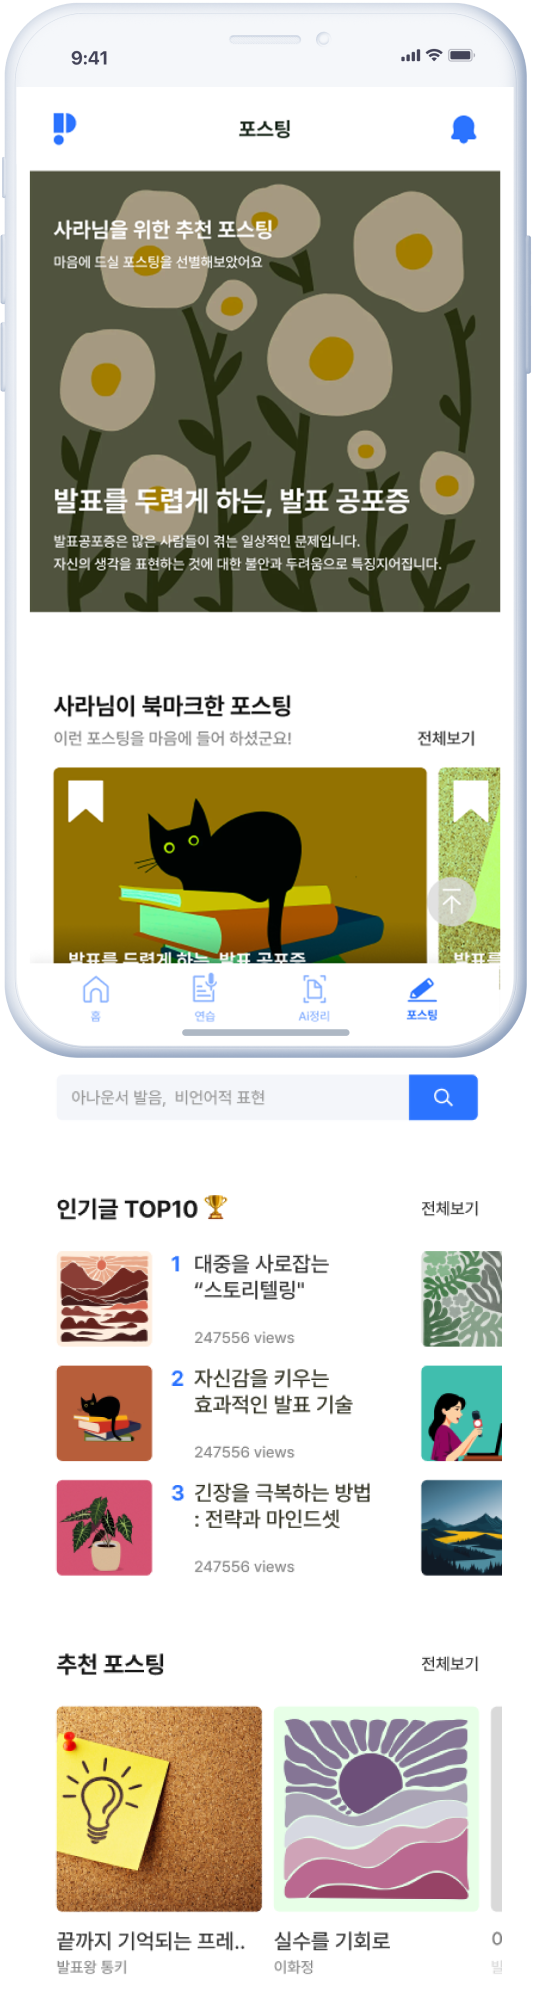 9:41
포스팅
사라님을 위한 추천 포스팅
마음에 드실 포스팅을 선별해보았어요
발표를 두렵게 하는, 발표 공포증
발표공포증은 많은 사람들이 겪는 일상적인 문제입니다.
자신의 생각을 표현하는 것에 대한 불안과 두려움으로 특징지어집니다.
사라님이 북마크한 포스팅
이런 포스팅을 마음에 들어 하셨군요!
전체보기
발표를 두렵게 하는, 발표 공포증
발표를
홈
연습
AI정리
포스팅
아나운서 발음, 비언어적 표현
인기글 TOP10
전체보기
1 대중을 사로잡는
“스토리텔링"
247556 views
2 자신감을 키우는
효과적인 발표 기술
247556 views
3 긴장을 극복하는 방법
: 전략과 마인드셋
247556 views
추천 포스팅
전체보기
끝까지 기억되는 프레..
발표왕 통키
실수를 기회로
이화정